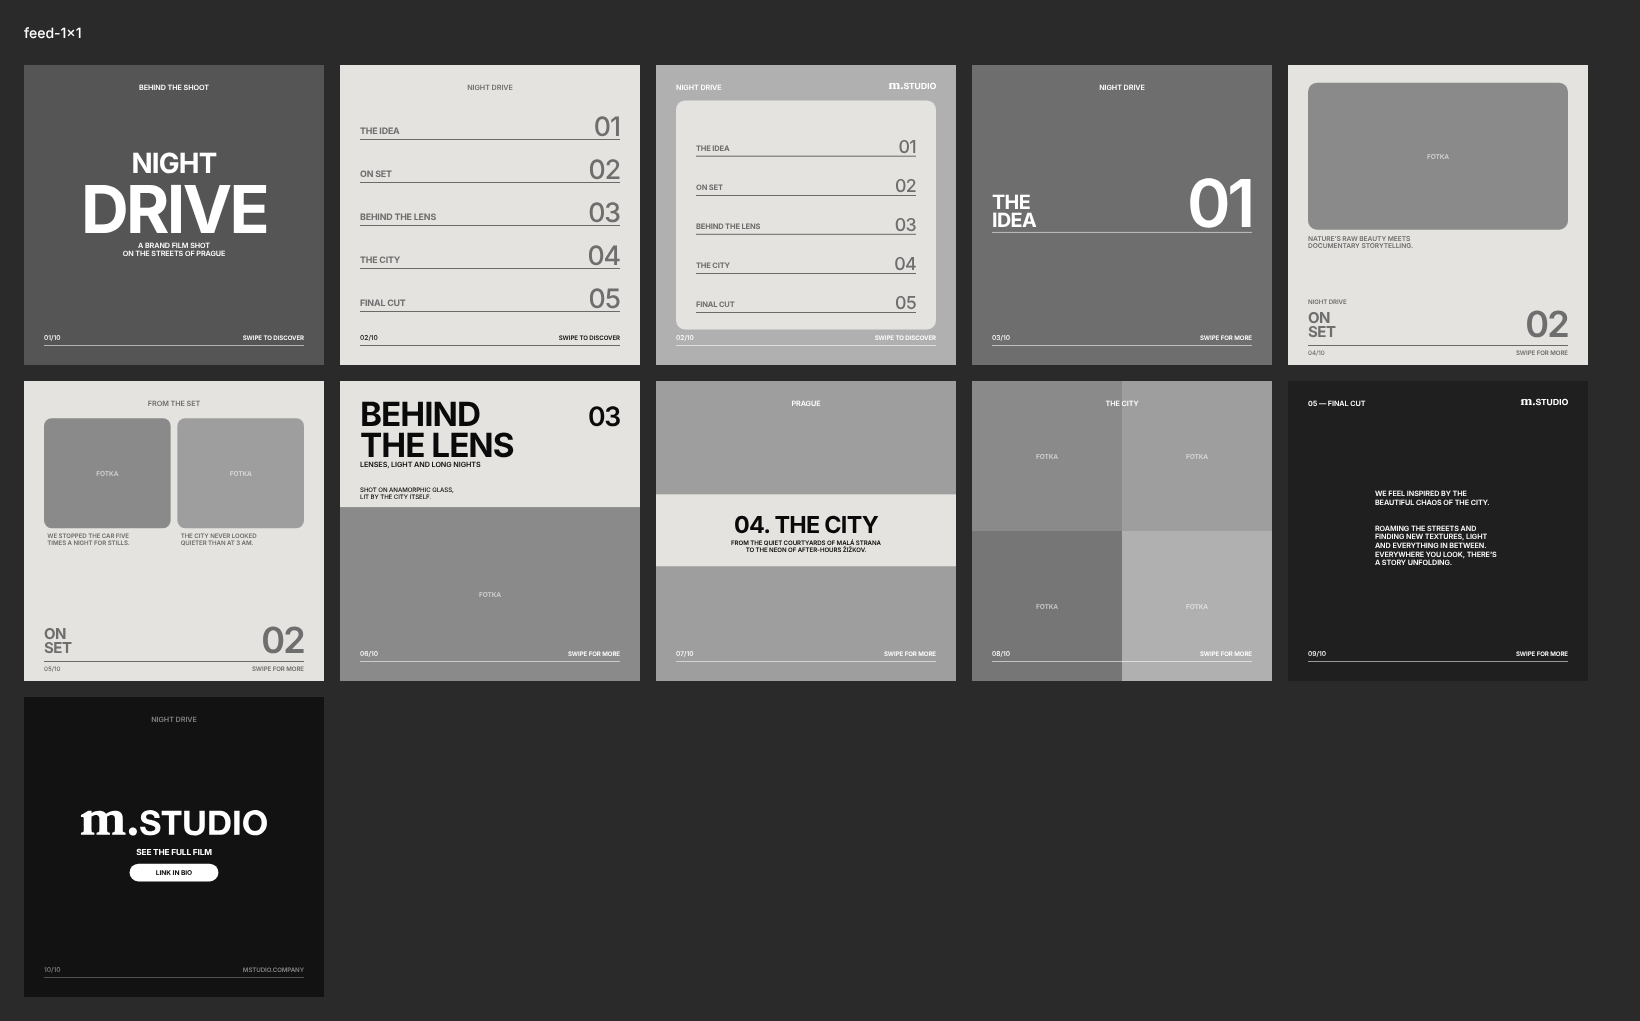 feed-1×1
BEHIND THE SHOOT
NIGHT
DRIVE
A BRAND FILM SHOT
ON THE STREETS OF PRAGUE
01/10
SWIPE TO DISCOVER
NIGHT DRIVE
THE IDEA 01
ON SET 02
BEHIND THE LENS 03
THE CITY 04
FINAL CUT 05
02/10
SWIPE TO DISCOVER
NIGHT DRIVE
m.STUDIO
THE IDEA 01
ON SET 02
BEHIND THE LENS 03
THE CITY 04
FINAL CUT 05
02/10
SWIPE TO DISCOVER
NIGHT DRIVE
THE
IDEA
01
03/10
SWIPE FOR MORE
FOTKA
NATURE'S RAW BEAUTY MEETS
DOCUMENTARY STORYTELLING.
NIGHT DRIVE
ON
SET
02
04/10
SWIPE FOR MORE
FROM THE SET
FOTKA
FOTKA
WE STOPPED THE CAR FIVE
TIMES A NIGHT FOR STILLS.
THE CITY NEVER LOOKED
QUIETER THAN AT 3 AM.
ON
SET
02
05/10
SWIPE FOR MORE
BEHIND
THE LENS
03
LENSES, LIGHT AND LONG NIGHTS
SHOT ON ANAMORPHIC GLASS,
LIT BY THE CITY ITSELF.
FOTKA
06/10
SWIPE FOR MORE
PRAGUE
04. THE CITY
FROM THE QUIET COURTYARDS OF MALÁ STRANA
TO THE NEON OF AFTER-HOURS ŽIŽKOV.
07/10
SWIPE FOR MORE
THE CITY
FOTKA
FOTKA
FOTKA
FOTKA
08/10
SWIPE FOR MORE
05 — FINAL CUT
m.STUDIO
WE FEEL INSPIRED BY THE
BEAUTIFUL CHAOS OF THE CITY.
ROAMING THE STREETS AND
FINDING NEW TEXTURES, LIGHT
AND EVERYTHING IN BETWEEN.
EVERYWHERE YOU LOOK, THERE'S
A STORY UNFOLDING.
09/10
SWIPE FOR MORE
NIGHT DRIVE
m.STUDIO
SEE THE FULL FILM
LINK IN BIO
10/10
MSTUDIO.COMPANY